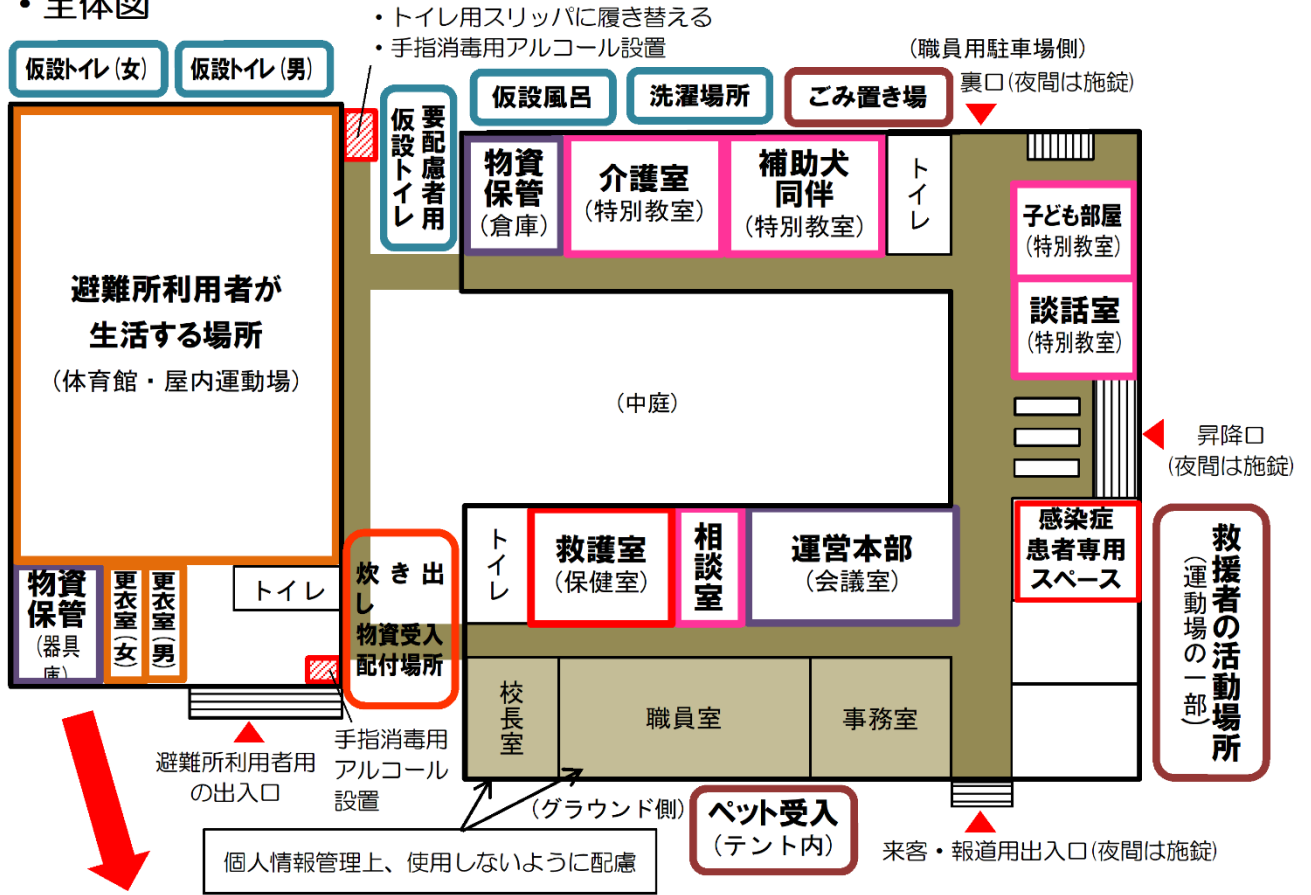 ・全体図
・トイレ用スリッパに履き替える
・手指消毒用アルコール設置
仮設トイレ(女)
仮設トイレ(男)
要配慮者用
仮設トイレ
仮設風呂
洗濯場所
ごみ置き場
(職員用駐車場側)
裏口(夜間は施錠)
避難所利用者が
生活する場所
(体育館・屋内運動場)
物資
保管
(倉庫)
介護室
(特別教室)
補助犬
同伴
(特別教室)
トイレ
子ども部屋
(特別教室)
談話室
(特別教室)
(中庭)
昇降口
(夜間は施錠)
物資
保管
(器具
庫)
更衣室(女)
更衣室(男)
トイレ
炊き出
し
物資受入
配付場所
トイレ
救護室
(保健室)
相談室
運営本部
(会議室)
感染症
患者専用
スペース
救援者の活動場所
(運動場の一部)
校長室
職員室
事務室
避難所利用者用
の出入口
手指消毒用
アルコール
設置
(グラウンド側)
ペット受入
(テント内)
来客・報道用出入口(夜間は施錠)
個人情報管理上、使用しないように配慮